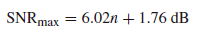 SNRmax = 6.02n + 1.76 dB